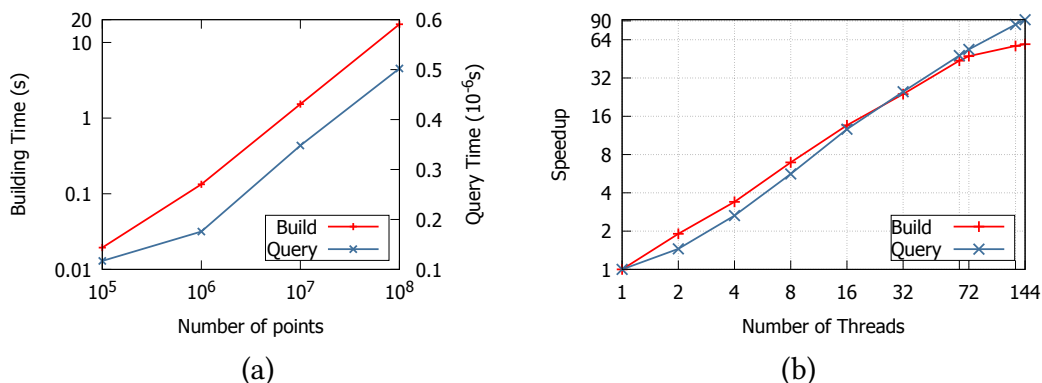 Building Time (s)
20
10
1
0.1
0.01
10⁵
10⁶
10⁷
10⁸
Number of points
0.6
0.5
0.4
0.3
0.2
0.1
Query Time (10⁻⁶s)
Build
Query
(a)
Speedup
90
64
32
16
8
4
2
1
1
2
4
8
16
32
72
144
Number of Threads
Build
Query
(b)